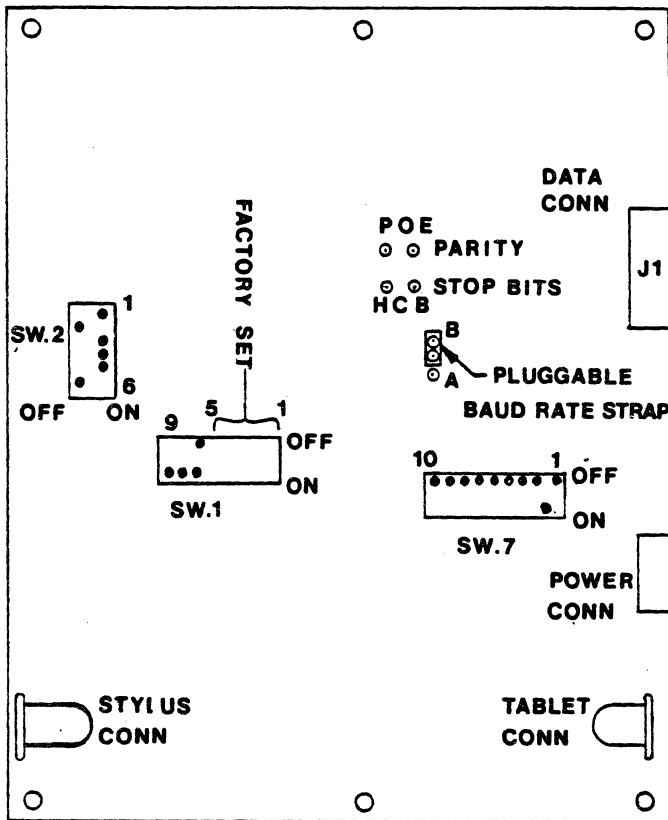 DATA
CONN
J1
P O E
PARITY
STOP BITS
H C B
B
A
PLUGGABLE
BAUD RATE STRAP
FACTORY SET
SW.2
1
6
OFF
ON
9
5
1
OFF
ON
SW.1
10
1
OFF
ON
SW.7
POWER
CONN
STYLUS
CONN
TABLET
CONN